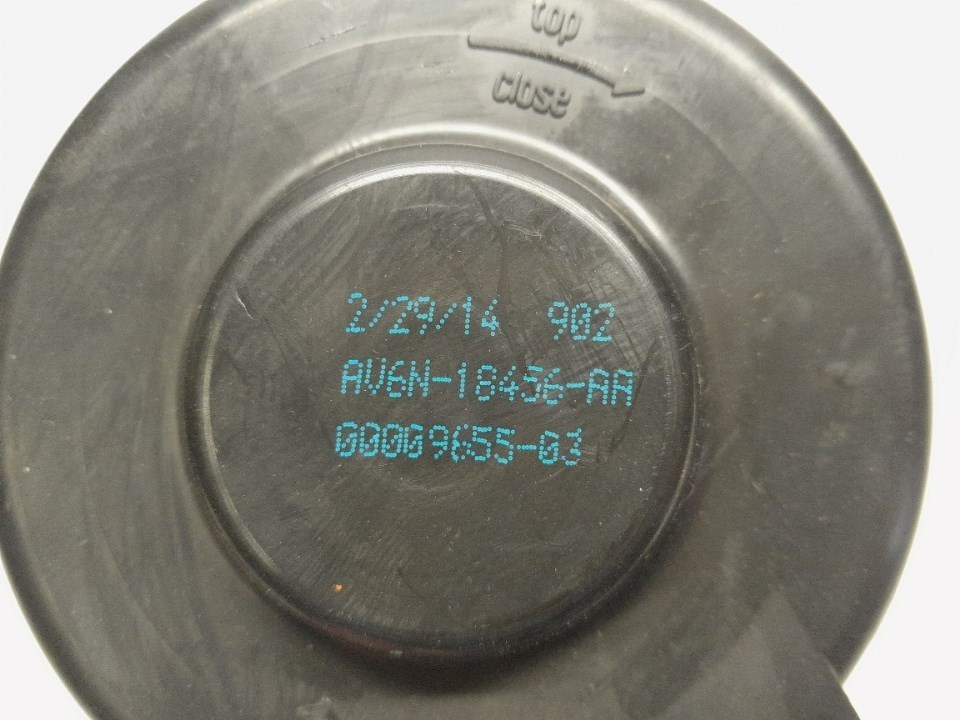 top
close
2/29/14 902
AV6N-18456-AA
00009655-03